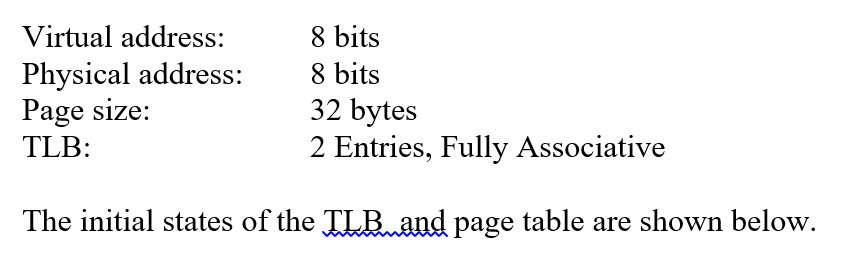 Virtual address: 8 bits
Physical address: 8 bits
Page size: 32 bytes
TLB: 2 Entries, Fully Associative
The initial states of the TLB and page table are shown below.